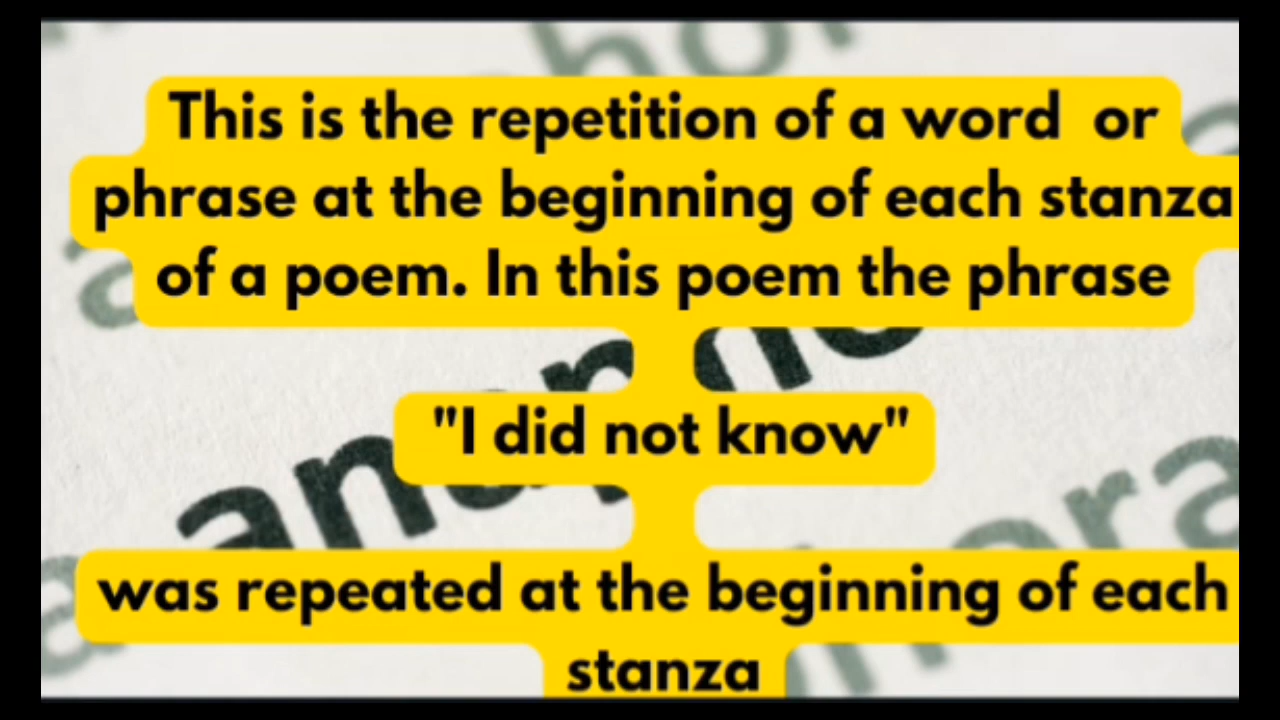 This is the repetition of a word or
phrase at the beginning of each stanza
of a poem. In this poem the phrase
"I did not know"
was repeated at the beginning of each
stanza